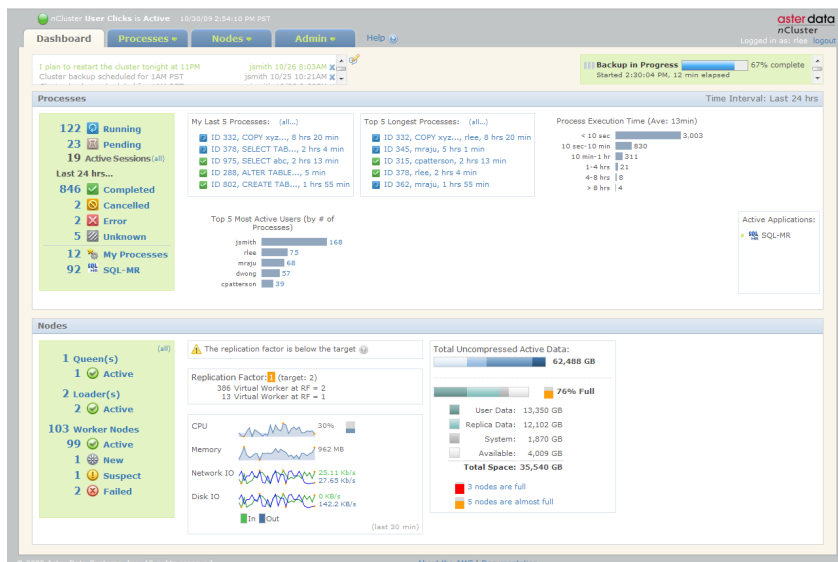 nCluster User Clicks is Active 10/30/09 2:54:10 PM PST
aster data
nCluster
Dashboard Processes Nodes Admin Help
Logged in as: rlee logout
I plan to restart the cluster tonight at 11PM jsmith 10/26 8:03AM
Cluster backup scheduled for 1AM PST jsmith 10/25 10:21AM
Backup in Progress 67% complete
Started 2:30:04 PM, 12 min elapsed
Processes Time Interval: Last 24 hrs
122 Running
23 Pending
19 Active Sessions (all)
Last 24 hrs...
846 Completed
2 Cancelled
2 Error
5 Unknown
12 My Processes
92 SQL-MR
My Last 5 Processes: (all...)
ID 332, COPY xyz..., 8 hrs 20 min
ID 378, SELECT TAB..., 2 hrs 4 min
ID 975, SELECT abc, 2 hrs 13 min
ID 288, ALTER TABLE..., 5 min
ID 802, CREATE TAB..., 1 hrs 55 min
Top 5 Longest Processes: (all...)
ID 332, COPY xyz..., rlee, 8 hrs 20 min
ID 345, mraju, 5 hrs 1 min
ID 315, cpatterson, 2 hrs 13 min
ID 378, rlee, 2 hrs 4 min
ID 362, mraju, 1 hrs 55 min
Process Execution Time (Ave: 13min)
< 10 sec 3,003
10 sec-10 min 830
10 min-1 hr 311
1-4 hrs 21
4-8 hrs 8
> 8 hrs 4
Top 5 Most Active Users (by # of
Processes)
jsmith 168
rlee 75
mraju 68
dwong 57
cpatterson 39
Active Applications:
SQL-MR
Nodes
(all)
1 Queen(s)
1 Active
2 Loader(s)
2 Active
103 Worker Nodes
99 Active
1 New
1 Suspect
2 Failed
The replication factor is below the target
Replication Factor: 1 (target: 2)
386 Virtual Worker at RF = 2
13 Virtual Worker at RF = 1
CPU 30%
Memory 962 MB
Network IO 25.11 Kb/s
27.65 Kb/s
Disk IO 0 KB/s
142.2 KB/s
In Out
(last 30 min)
Total Uncompressed Active Data:
62,488 GB
76% Full
User Data: 13,350 GB
Replica Data: 12,102 GB
System: 1,870 GB
Available: 4,009 GB
Total Space: 35,540 GB
3 nodes are full
5 nodes are almost full